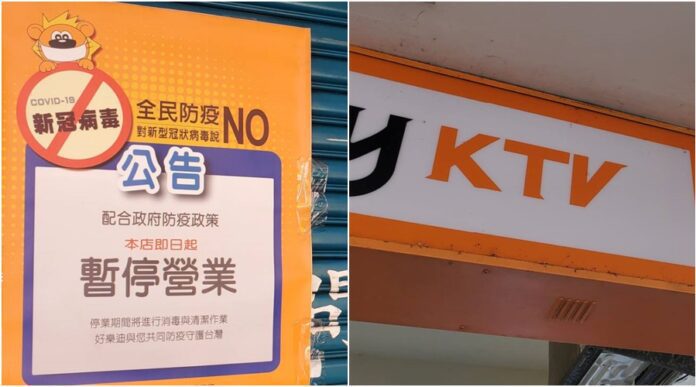 COVID-19
新冠病毒
全民防疫
對新型冠狀病毒說 NO
公告
配合政府防疫政策
本店即日起
暫停營業
停業期間將進行消毒與清潔作業
好樂迪與您共同防疫守護台灣
y KTV